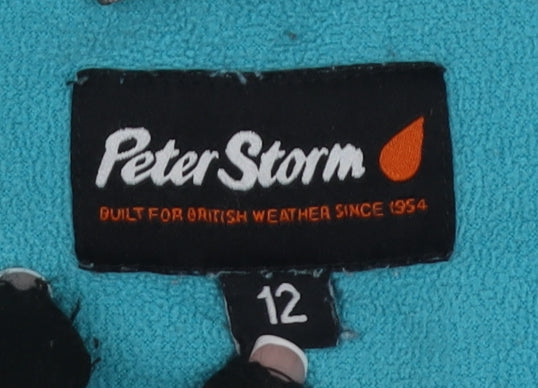 Peter Storm
BUILT FOR BRITISH WEATHER SINCE 1954
12